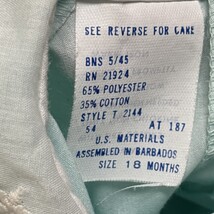 SEE REVERSE FOR CARE
BNS 5/45
RN 21924
65% POLYESTER
35% COTTON
STYLE T 2144
54 AT 187
U.S. MATERIALS
ASSEMBLED IN BARBADOS
SIZE 18 MONTHS